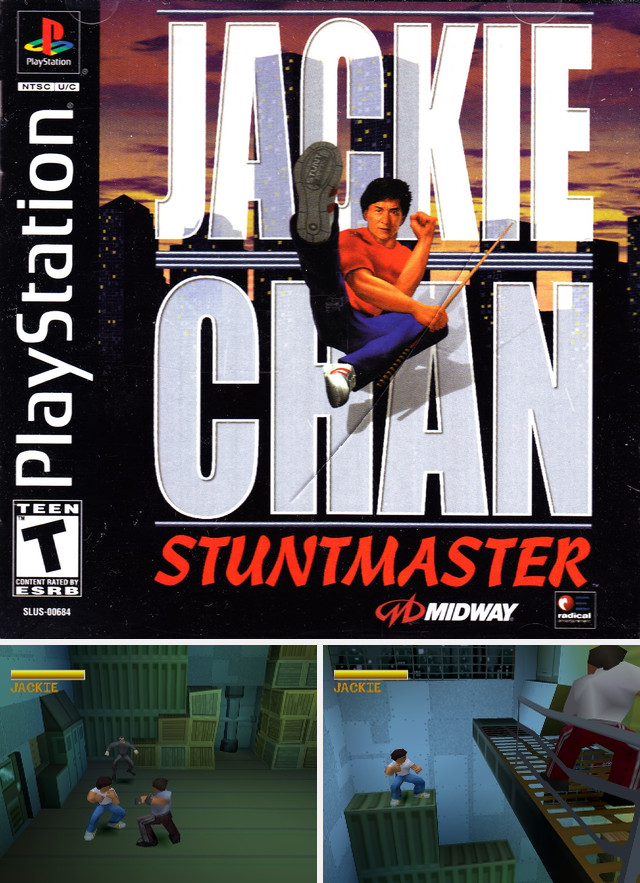 PlayStation
NTSC U/C
PlayStation
JACKIE
CHAN
STUNTMASTER
TEEN
T
CONTENT RATED BY
ESRB
SLUS-00684
MIDWAY
radical
JACKIE
JACKIE